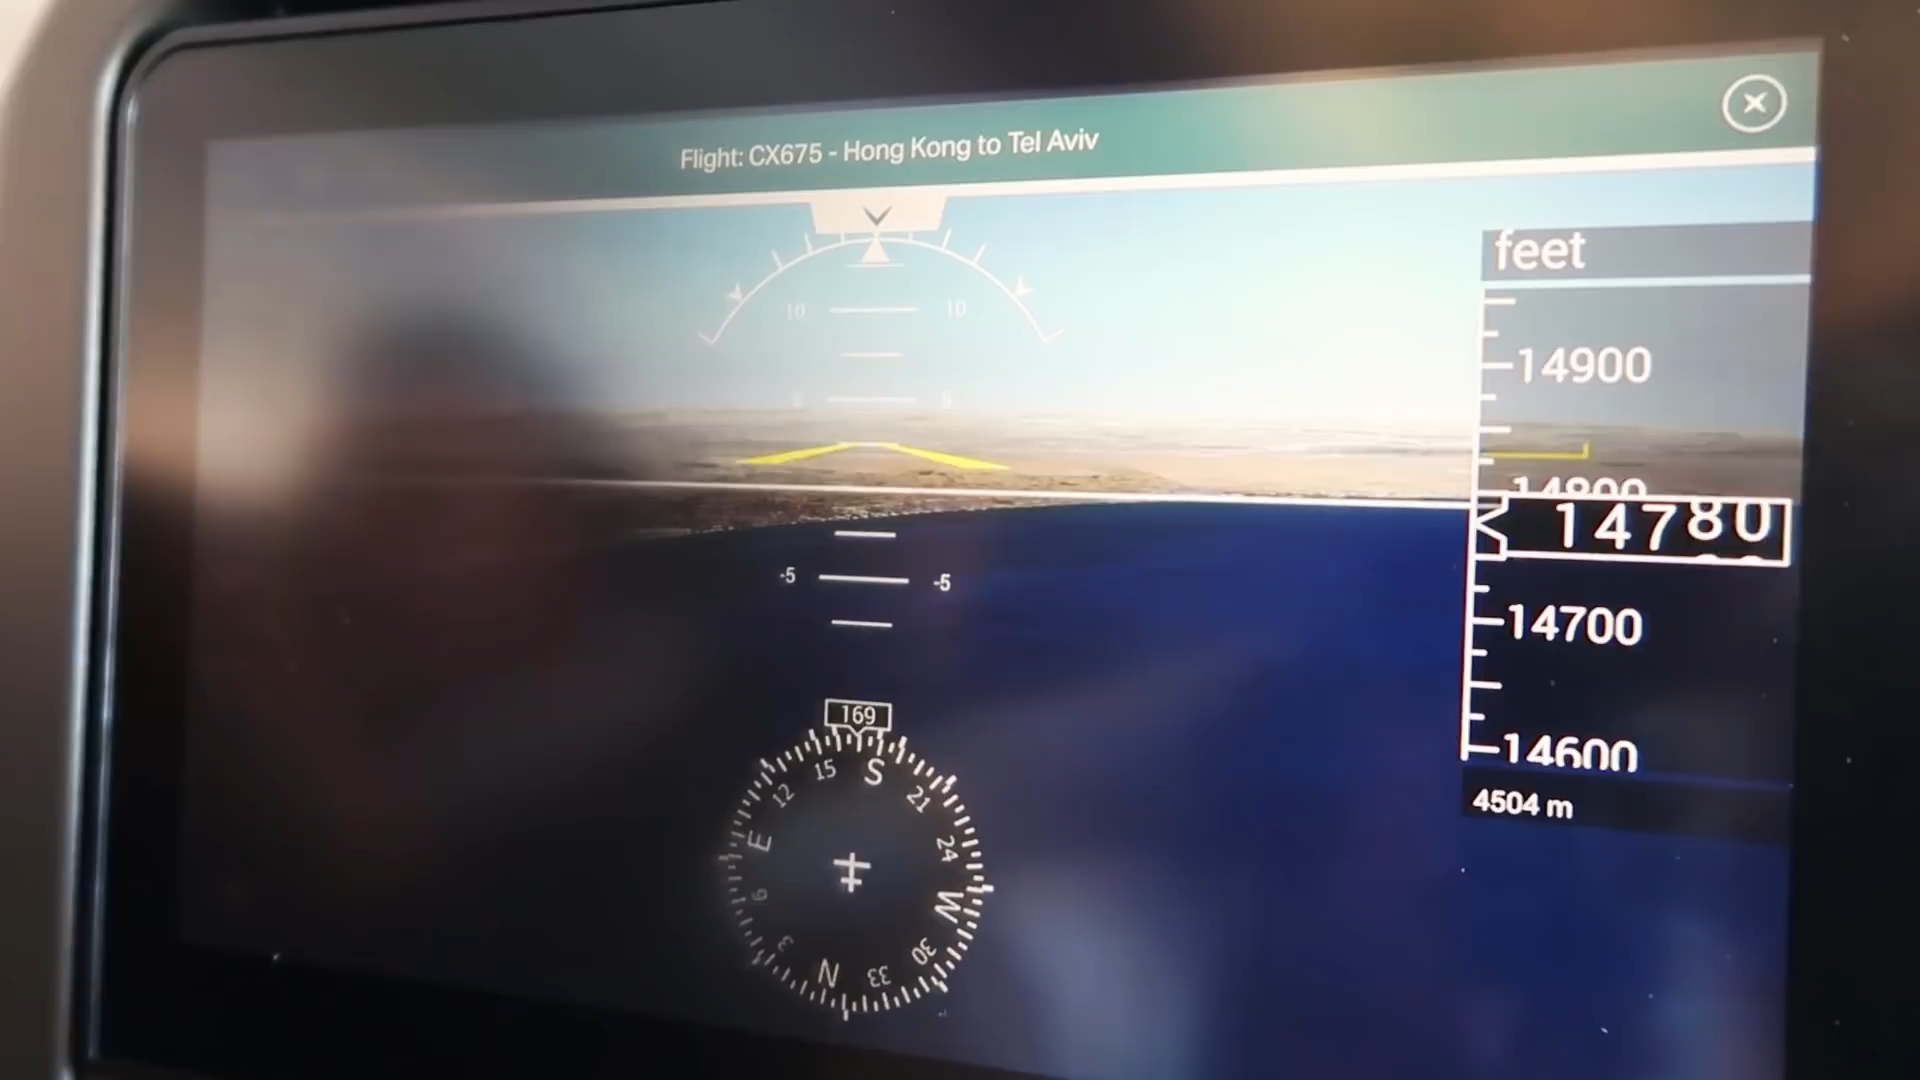 Flight: CX675 - Hong Kong to Tel Aviv
feet
10 10
14900
14800
14780
-5 -5
14700
169
14600
4504 m
15 S 21
12 24
E W
6 30
3 N 33